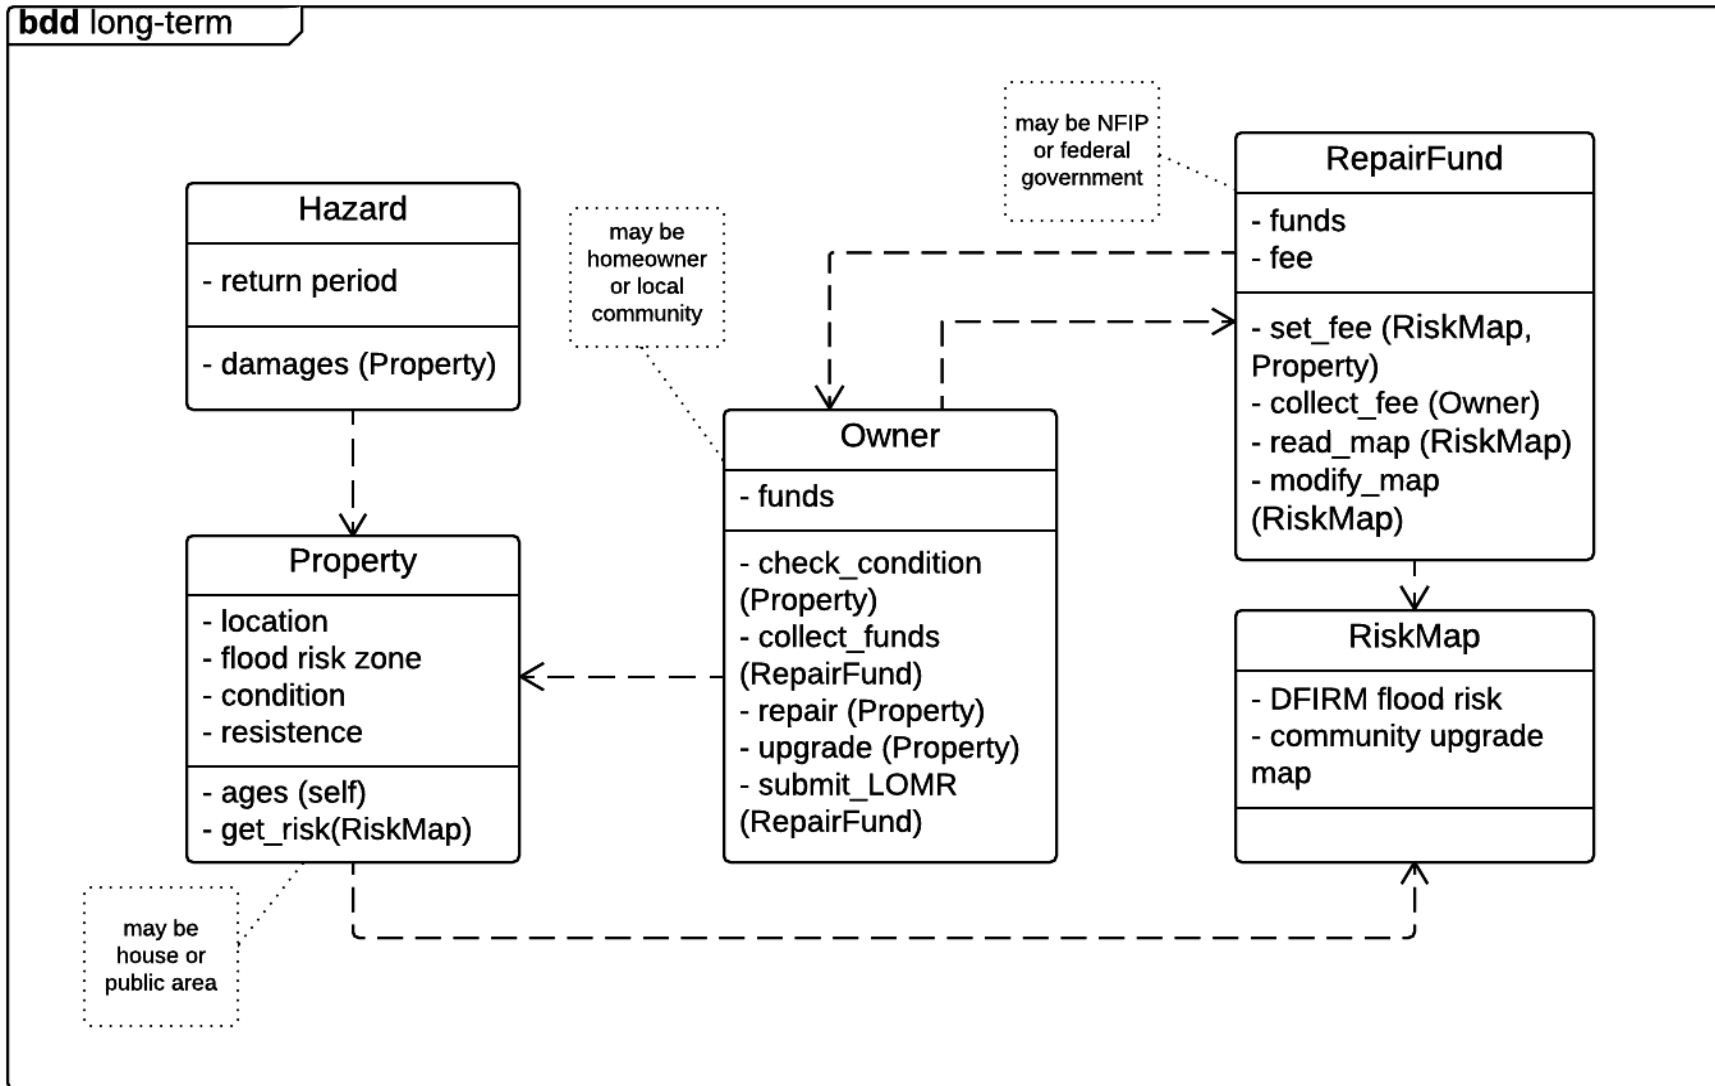 bdd long-term
may be NFIP
or federal
government
RepairFund
- funds
- fee
- set_fee (RiskMap,
Property)
- collect_fee (Owner)
- read_map (RiskMap)
- modify_map
(RiskMap)
Hazard
- return period
- damages (Property)
may be
homeowner
or local
community
Owner
- funds
- check_condition
(Property)
- collect_funds
(RepairFund)
- repair (Property)
- upgrade (Property)
- submit_LOMR
(RepairFund)
Property
- location
- flood risk zone
- condition
- resistence
- ages (self)
- get_risk(RiskMap)
RiskMap
- DFIRM flood risk
- community upgrade
map
may be
house or
public area